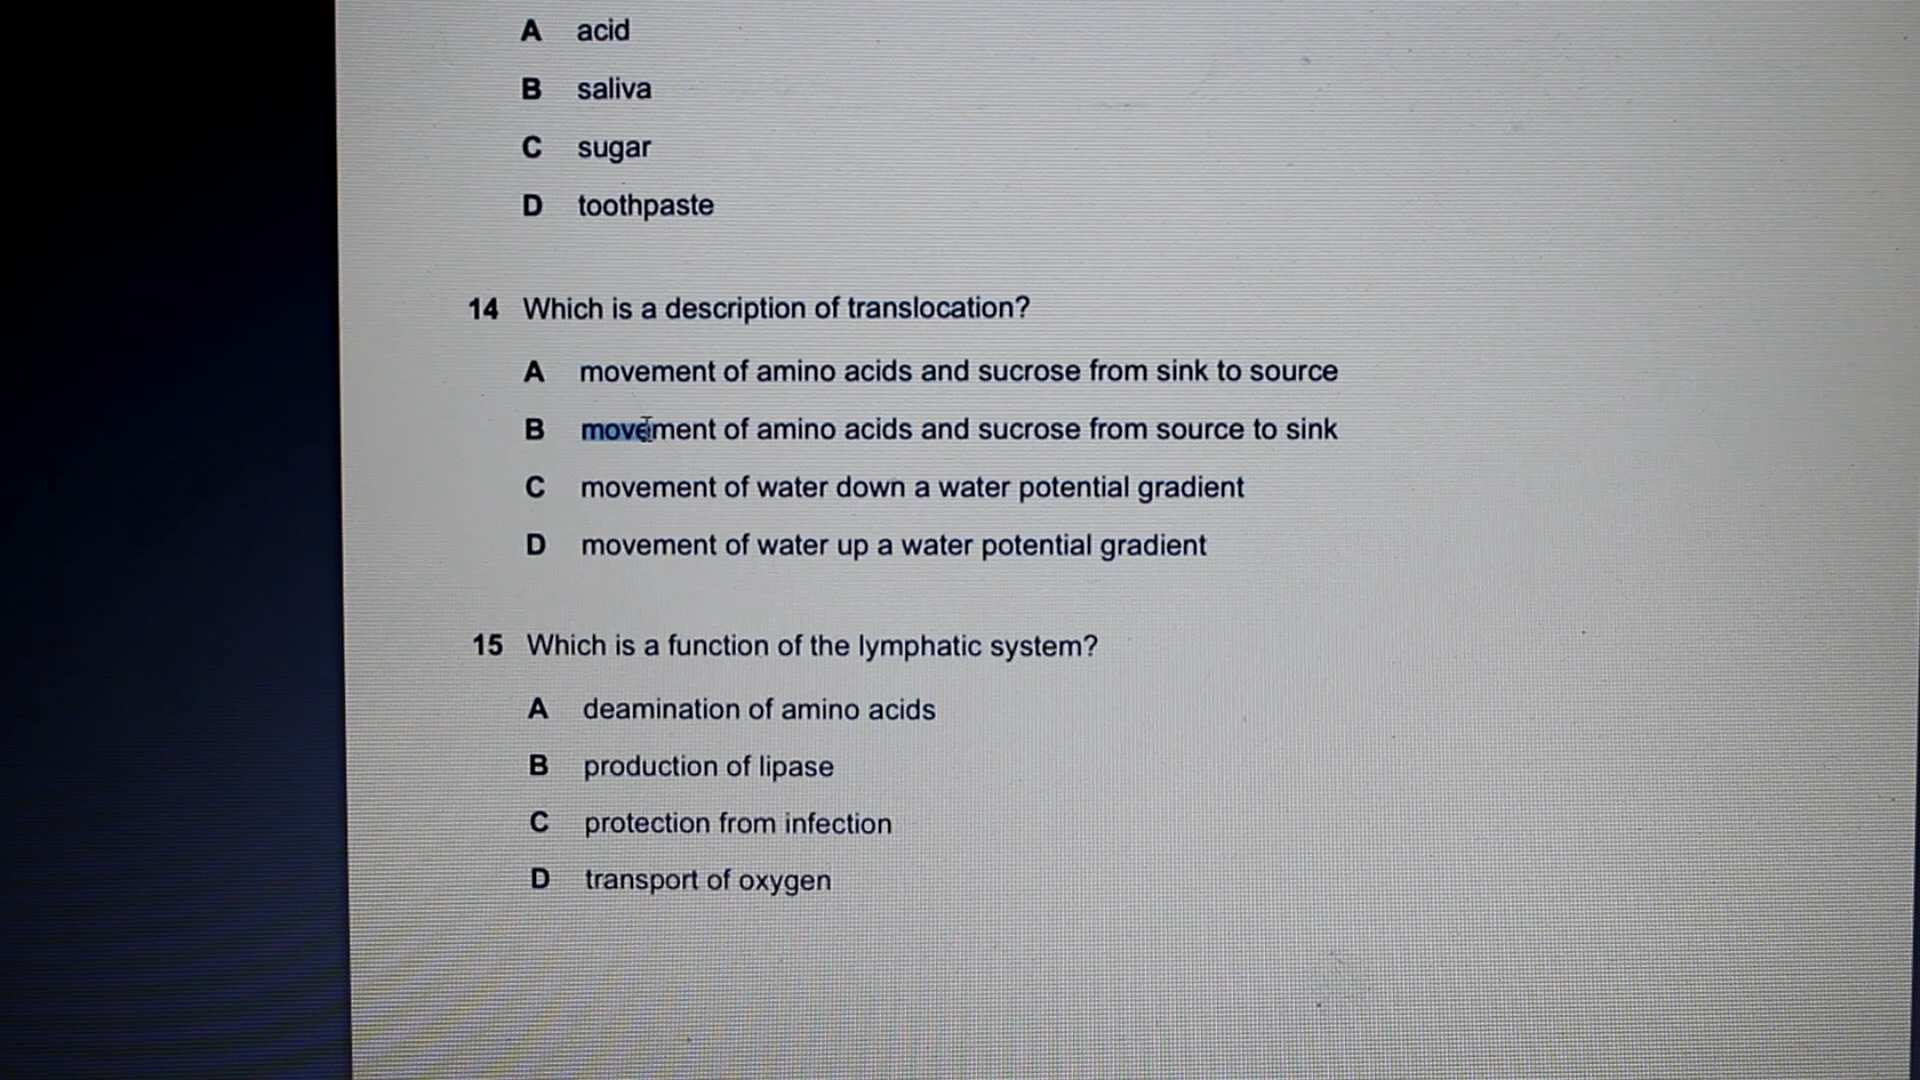 A acid
B saliva
C sugar
D toothpaste
14 Which is a description of translocation?
A movement of amino acids and sucrose from sink to source
B movement of amino acids and sucrose from source to sink
C movement of water down a water potential gradient
D movement of water up a water potential gradient
15 Which is a function of the lymphatic system?
A deamination of amino acids
B production of lipase
C protection from infection
D transport of oxygen